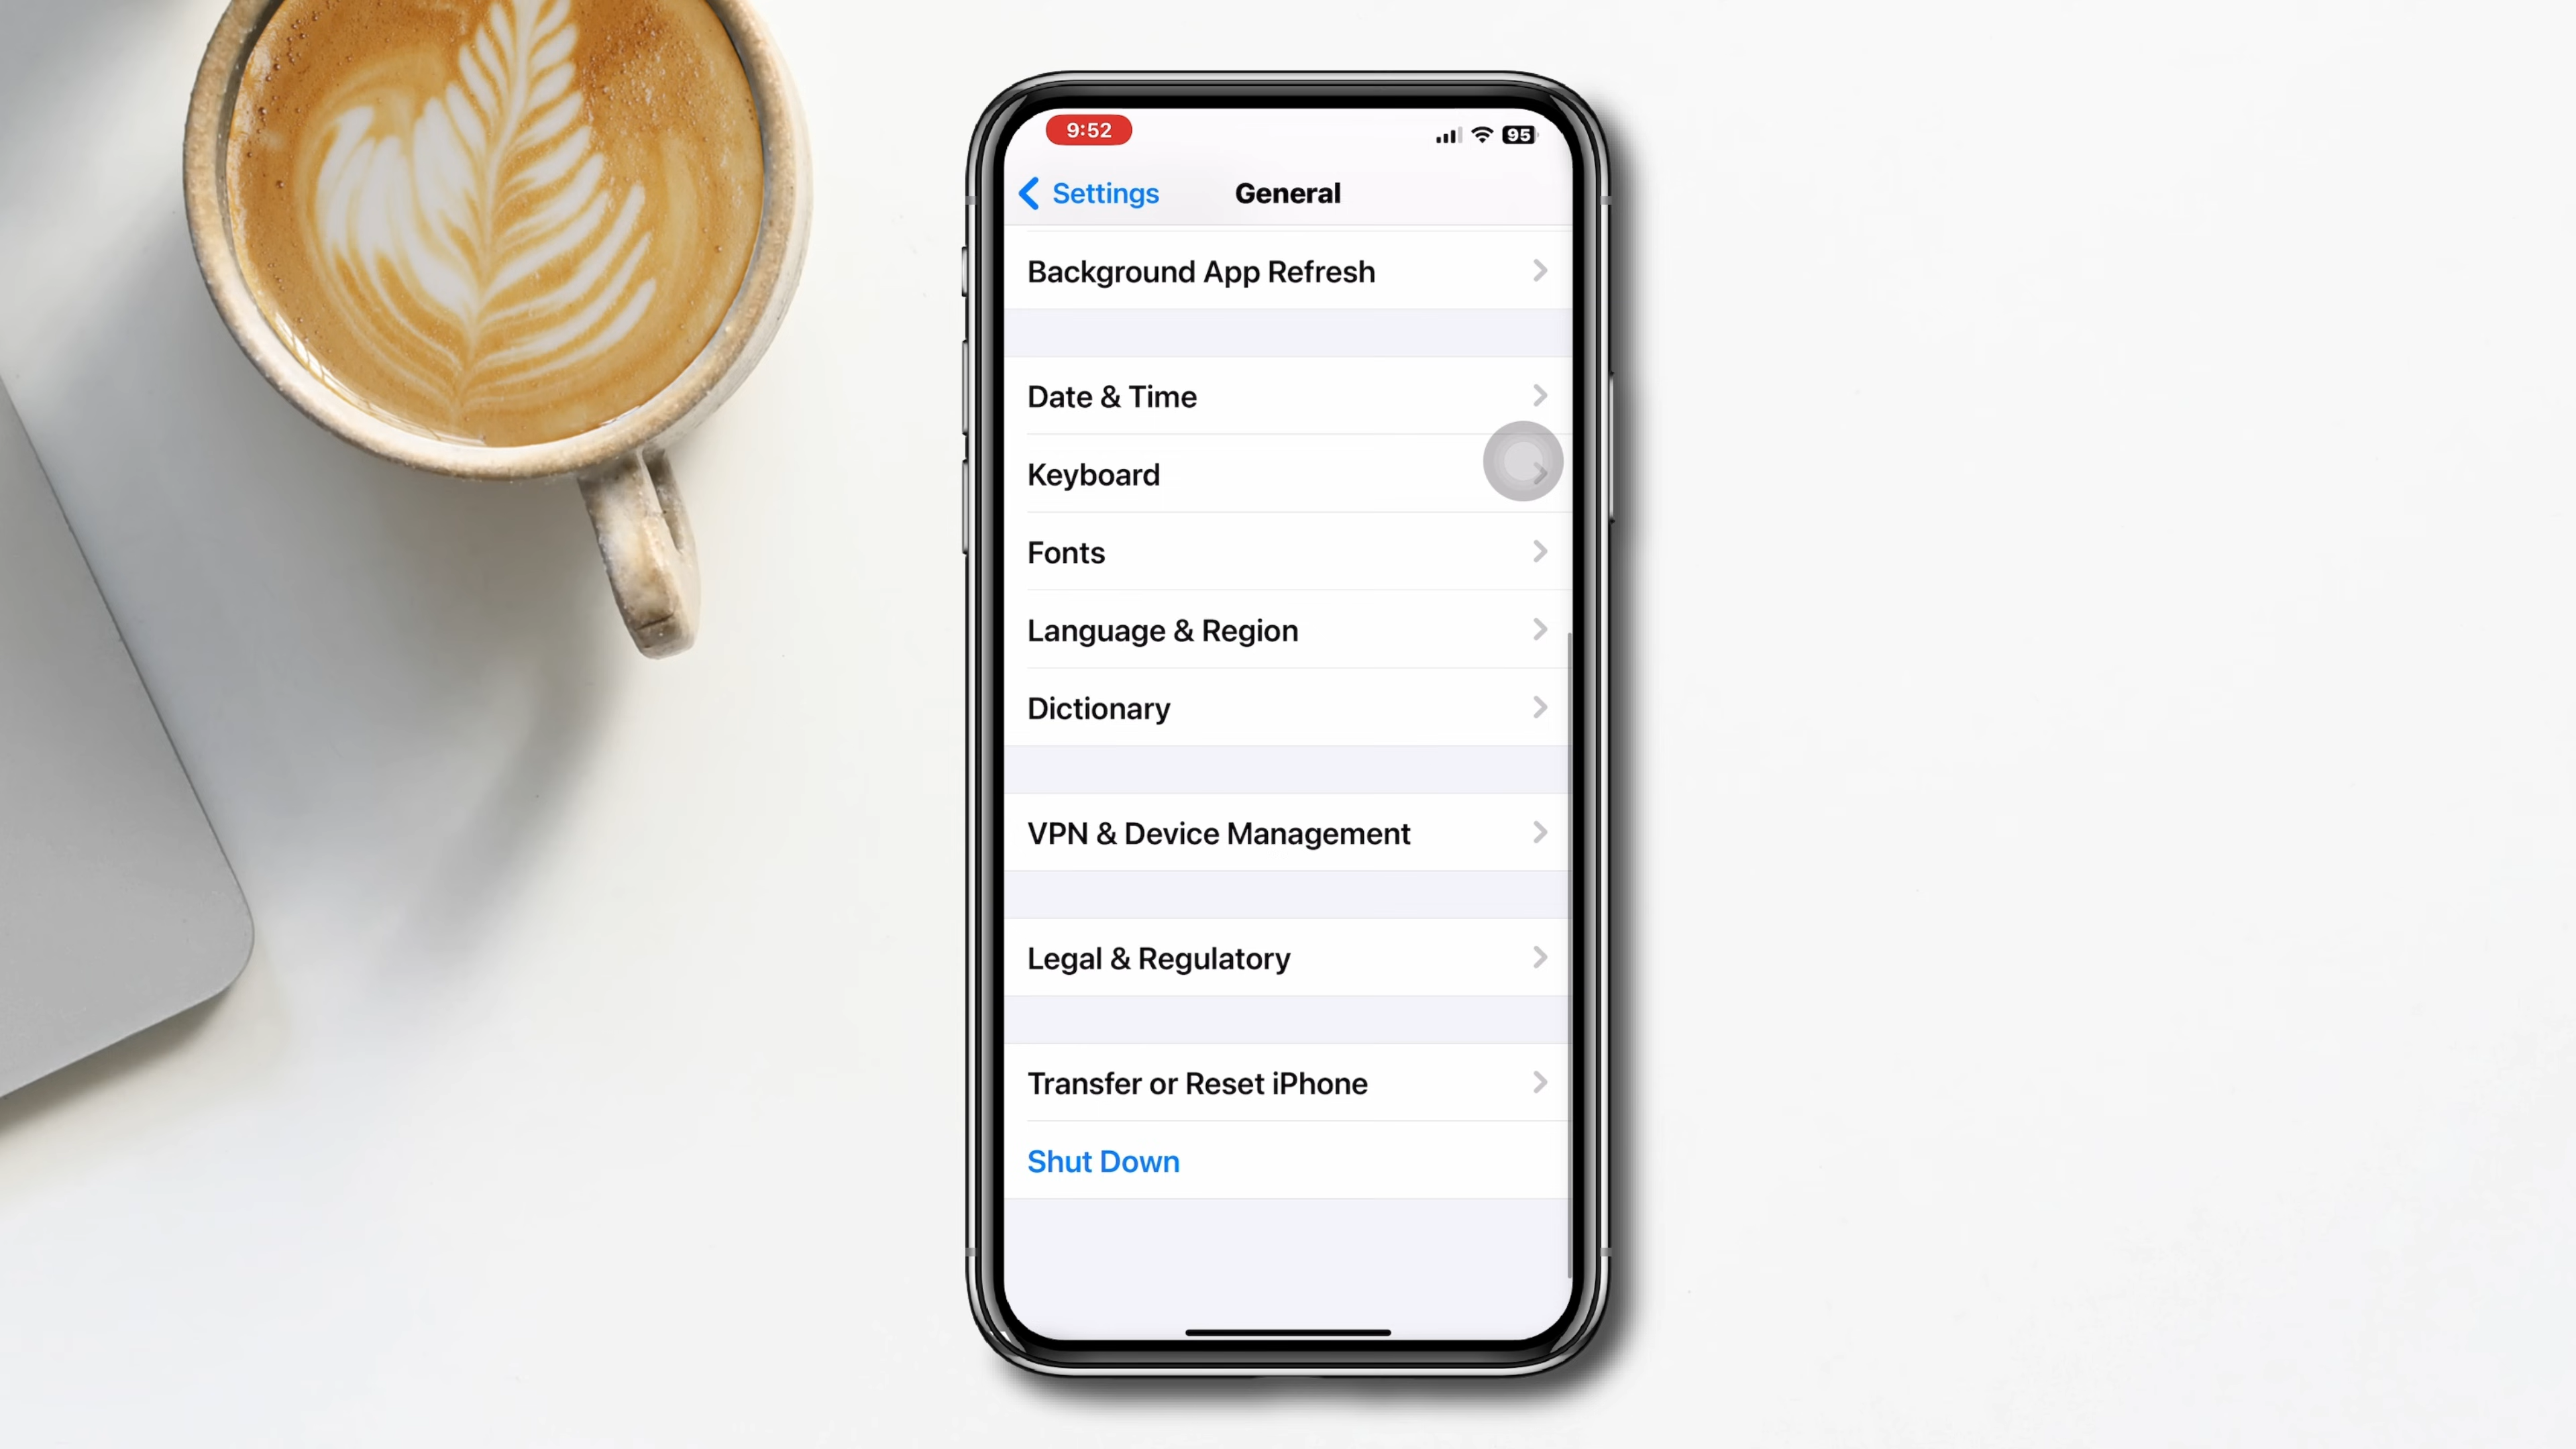 9:52
95
Settings
General
Background App Refresh
Date & Time
Keyboard
Fonts
Language & Region
Dictionary
VPN & Device Management
Legal & Regulatory
Transfer or Reset iPhone
Shut Down